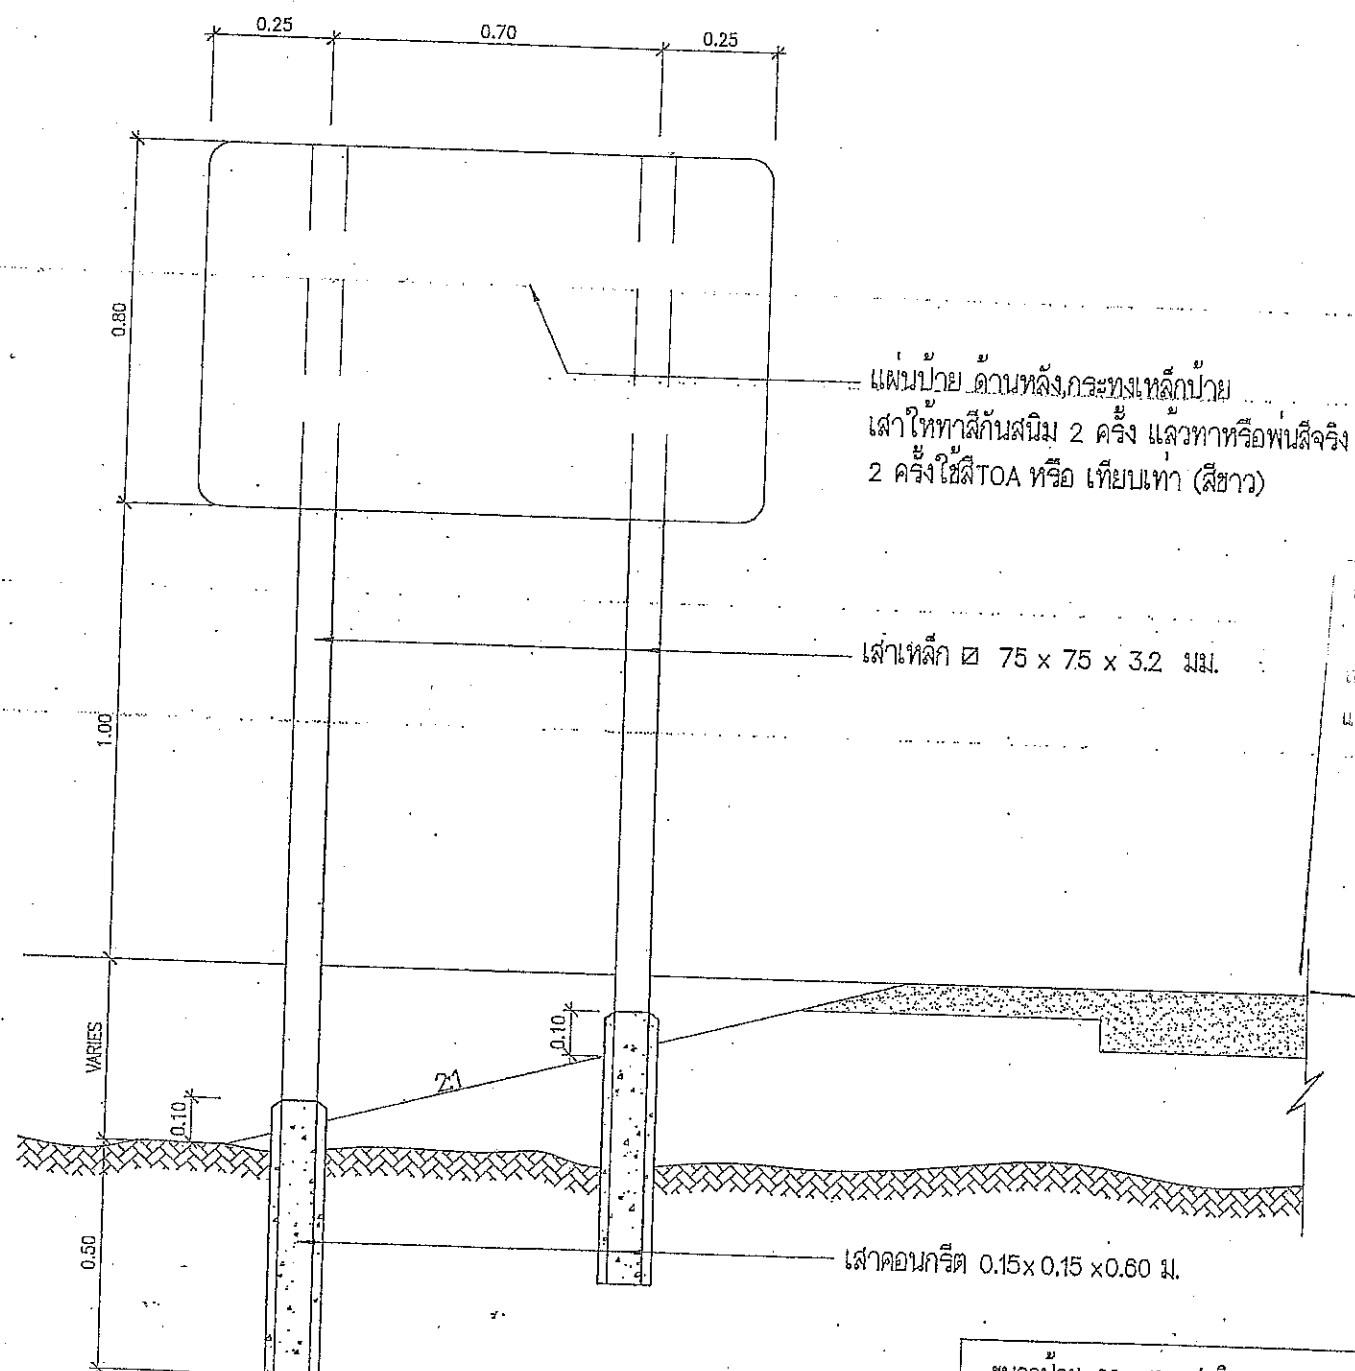 0.25
0.70
0.25
0.80
แผ่นป้าย ด้านหลัง,กระทงเหล็กป้าย
เสาให้ทาสีกันสนิม 2 ครั้ง แล้วทาหรือพ่นสีจริง
2 ครั้งใช้สีTOA หรือ เทียบเท่า (สีขาว)
เสาเหล็ก 75 x 75 x 3.2 มม.
1.00
VARIES
0.10
2:1
0.10
0.50
เสาคอนกรีต 0.15x0.15x0.60 ม.